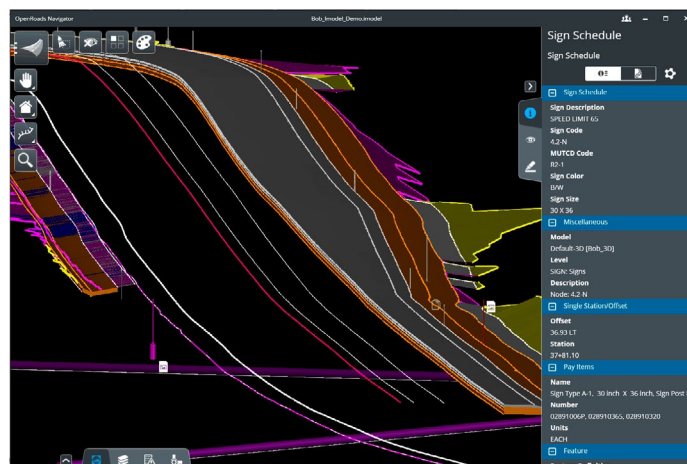 OpenRoads Navigator
Bob_Imodel_Demo.imodel
Sign Schedule
Sign Schedule
Sign Schedule
Sign Description
SPEED LIMIT 65
Sign Code
4.2-N
MUTCD Code
R2-1
Sign Color
B/W
Sign Size
30 X 36
Miscellaneous
Model
Default-3D [Bob_3D]
Level
SIGN: Signs
Description
Node: 4.2-N
Single Station/Offset
Offset
36.93 LT
Station
37+81.10
Pay Items
Name
Sign Type A-1, 30 Inch X 36 Inch, Sign Post
Number
02891006P, 028910365, 028910320
Units
EACH
Feature